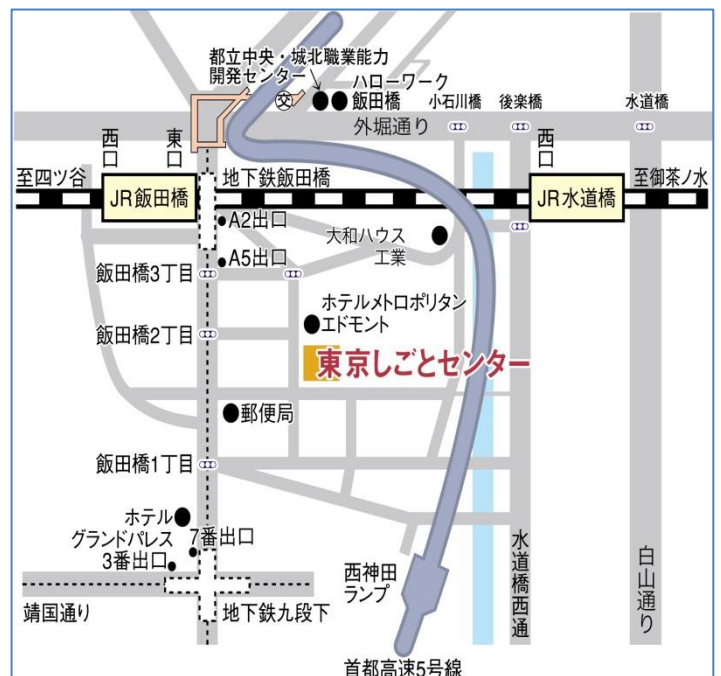 都立中央・城北職業能力
開発センター
ハローワーク
飯田橋
小石川橋
後楽橋
水道橋
外堀通り
西口
東口
西口
至四ツ谷
JR飯田橋
地下鉄飯田橋
JR水道橋
至御茶ノ水
A2出口
大和ハウス
工業
A5出口
飯田橋3丁目
ホテルメトロポリタン
エドモント
飯田橋2丁目
東京しごとセンター
郵便局
飯田橋1丁目
ホテル
グランドパレス
7番出口
3番出口
靖国通り
地下鉄九段下
西神田
ランプ
水道橋西通
白山通り
首都高速5号線
交